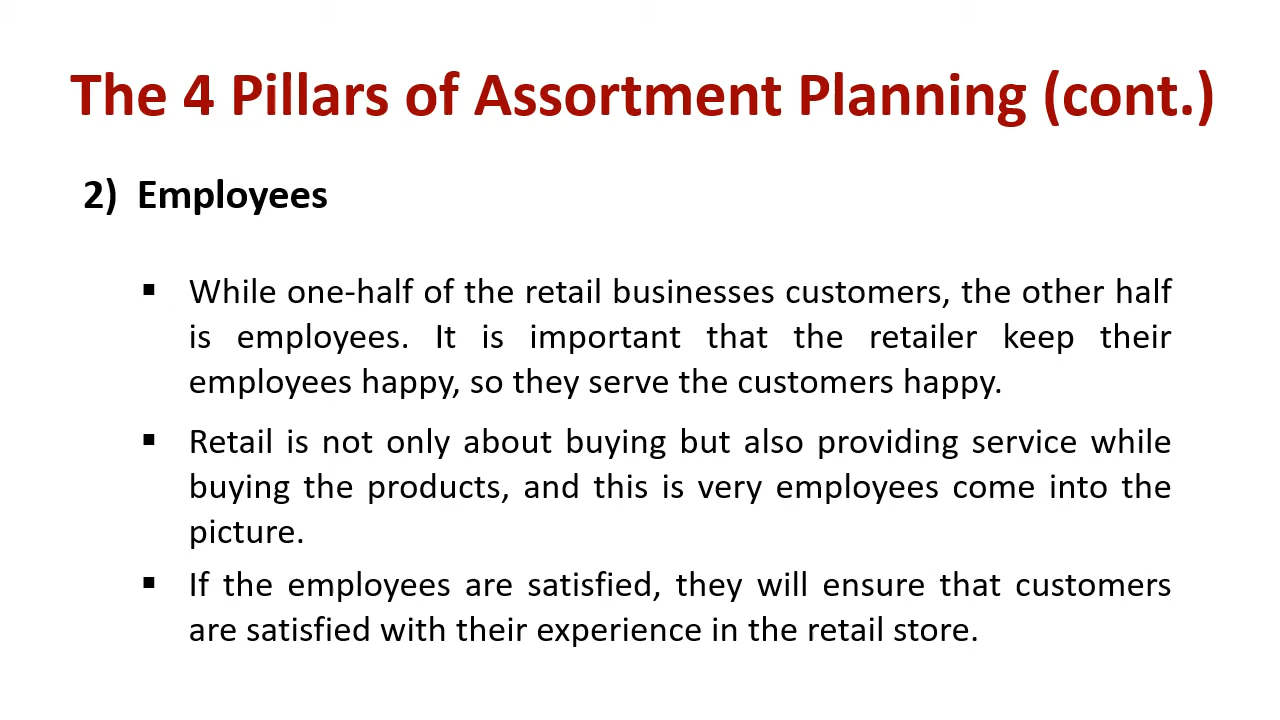 The 4 Pillars of Assortment Planning (cont.)
2) Employees
▪ While one-half of the retail businesses customers, the other half
is employees. It is important that the retailer keep their
employees happy, so they serve the customers happy.
▪ Retail is not only about buying but also providing service while
buying the products, and this is very employees come into the
picture.
▪ If the employees are satisfied, they will ensure that customers
are satisfied with their experience in the retail store.